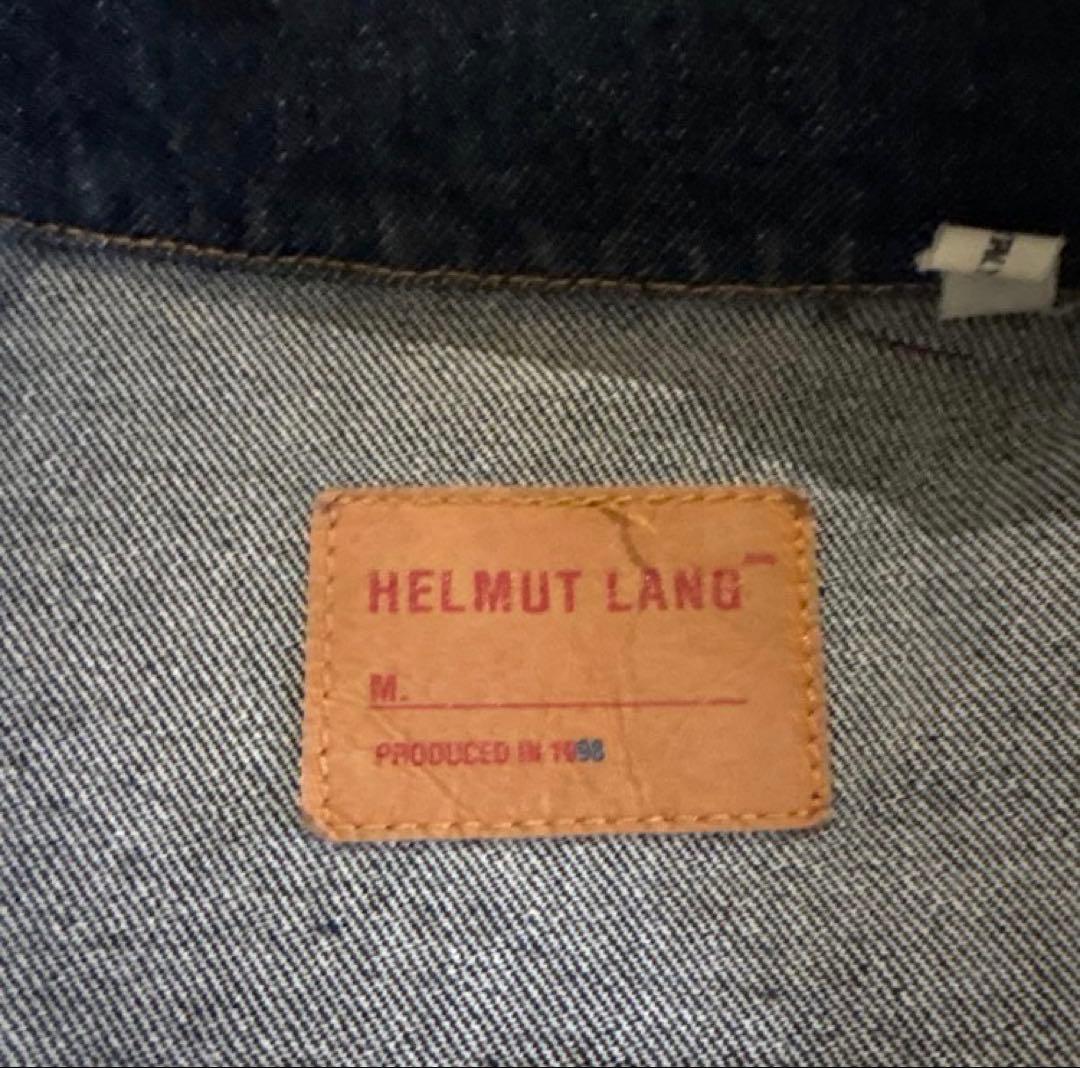 HELMUT LANG
M.
PRODUCED IN 1998